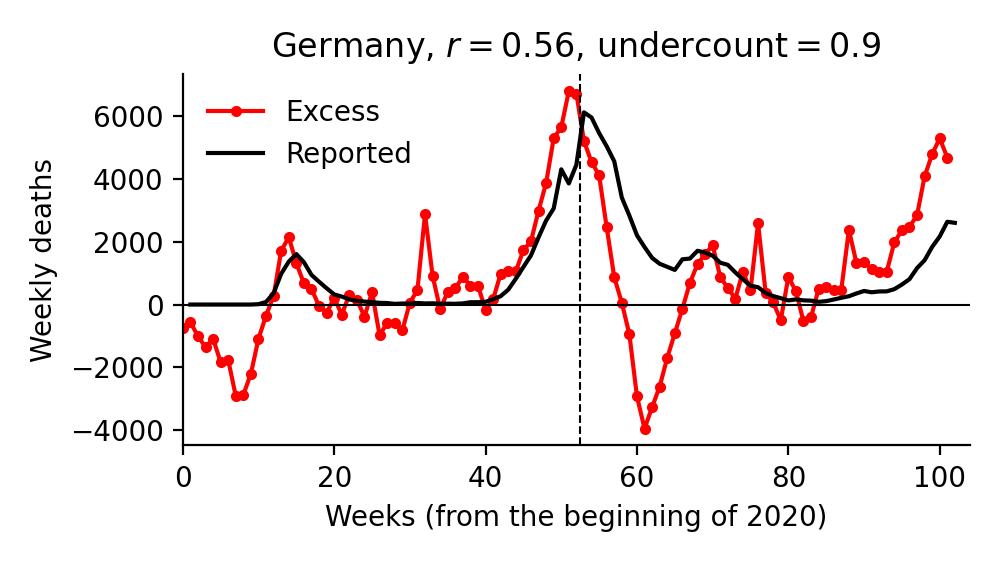 Germany, r = 0.56, undercount = 0.9
Excess
Reported
Weekly deaths
6000
4000
2000
0
−2000
−4000
0 20 40 60 80 100
Weeks (from the beginning of 2020)